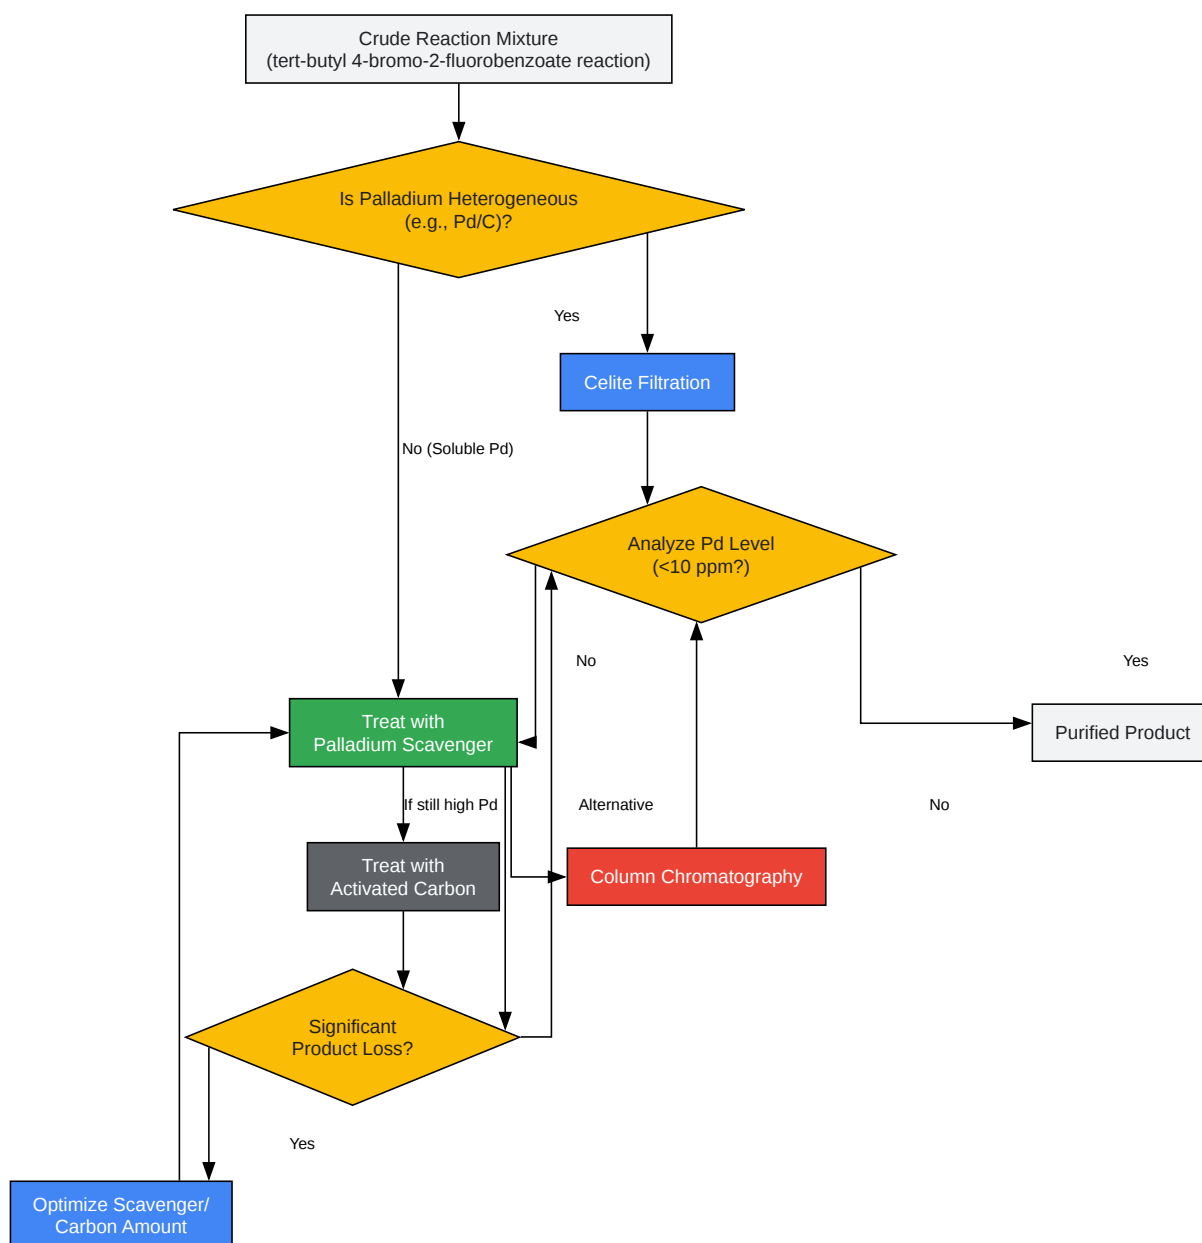 Crude Reaction Mixture
(tert-butyl 4-bromo-2-fluorobenzoate reaction)
Is Palladium Heterogeneous
(e.g., Pd/C)?
Yes
Celite Filtration
No (Soluble Pd)
Analyze Pd Level
(<10 ppm?)
No
Yes
Treat with
Palladium Scavenger
Purified Product
If still high Pd
Alternative
No
Treat with
Activated Carbon
Column Chromatography
Significant
Product Loss?
Yes
Optimize Scavenger/
Carbon Amount